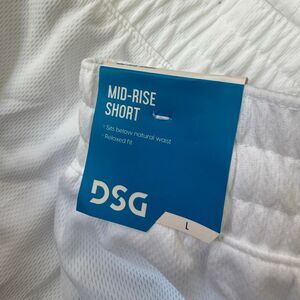 MID-RISE
SHORT
· Sits below natural waist
· Relaxed fit
DSG
L